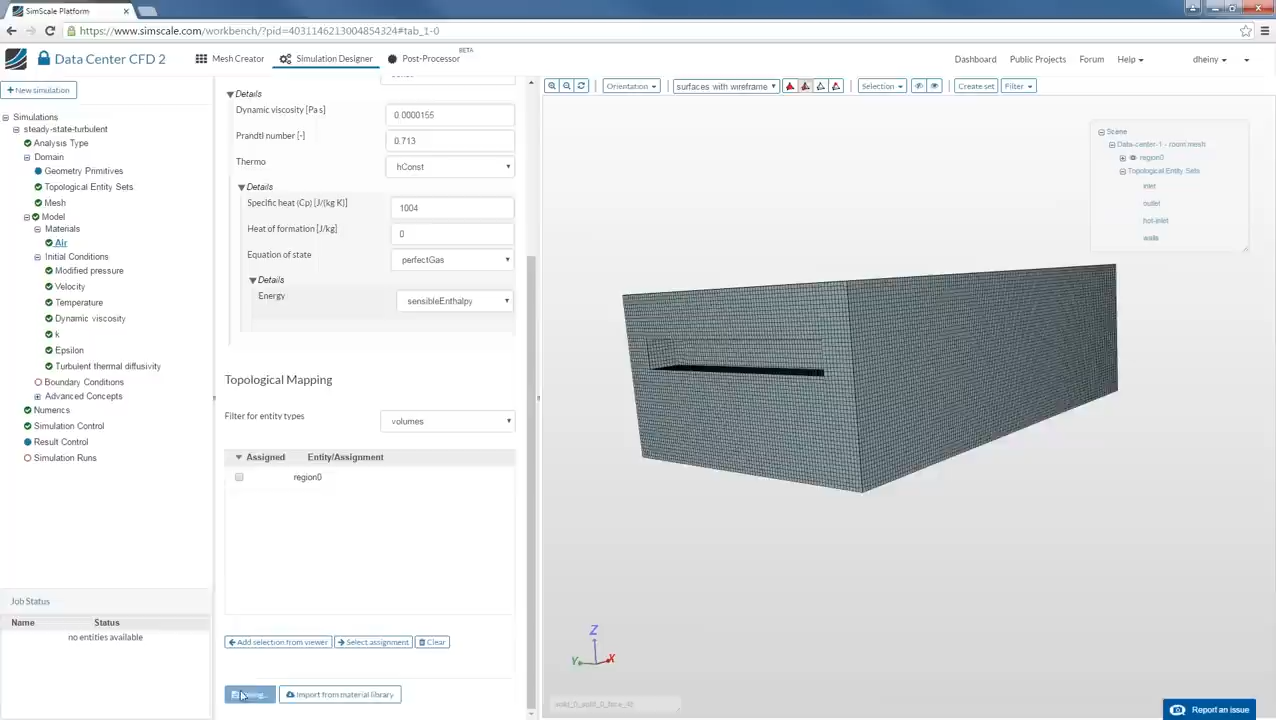 SimScale Platform
https://www.simscale.com/workbench/?pid=4031146213004854324#tab_1-0
Data Center CFD 2
Mesh Creator
Simulation Designer
Post-Processor
BETA
Dashboard
Public Projects
Forum
Help
dheiny
New simulation
Simulations
steady-state-turbulent
Analysis Type
Domain
Geometry Primitives
Topological Entity Sets
Mesh
Model
Materials
Air
Initial Conditions
Modified pressure
Velocity
Temperature
Dynamic viscosity
k
Epsilon
Turbulent thermal diffusivity
Boundary Conditions
Advanced Concepts
Numerics
Simulation Control
Result Control
Simulation Runs
Job Status
Name Status
no entities available
Details
Dynamic viscosity [Pa s] 0.0000155
Prandtl number [-] 0.713
Thermo hConst
Details
Specific heat (Cp) [J/(kg K)] 1004
Heat of formation [J/kg] 0
Equation of state perfectGas
Details
Energy sensibleEnthalpy
Topological Mapping
Filter for entity types volumes
Assigned Entity/Assignment
region0
Add selection from viewer
Select assignment
Clear
Import from material library
Orientation
surfaces with wireframe
Selection
Create set
Filter
Scene
Data-center-1 - room mesh
region0
Topological Entity Sets
inlet
outlet
hot-inlet
walls
Z
Y
X
Report an issue